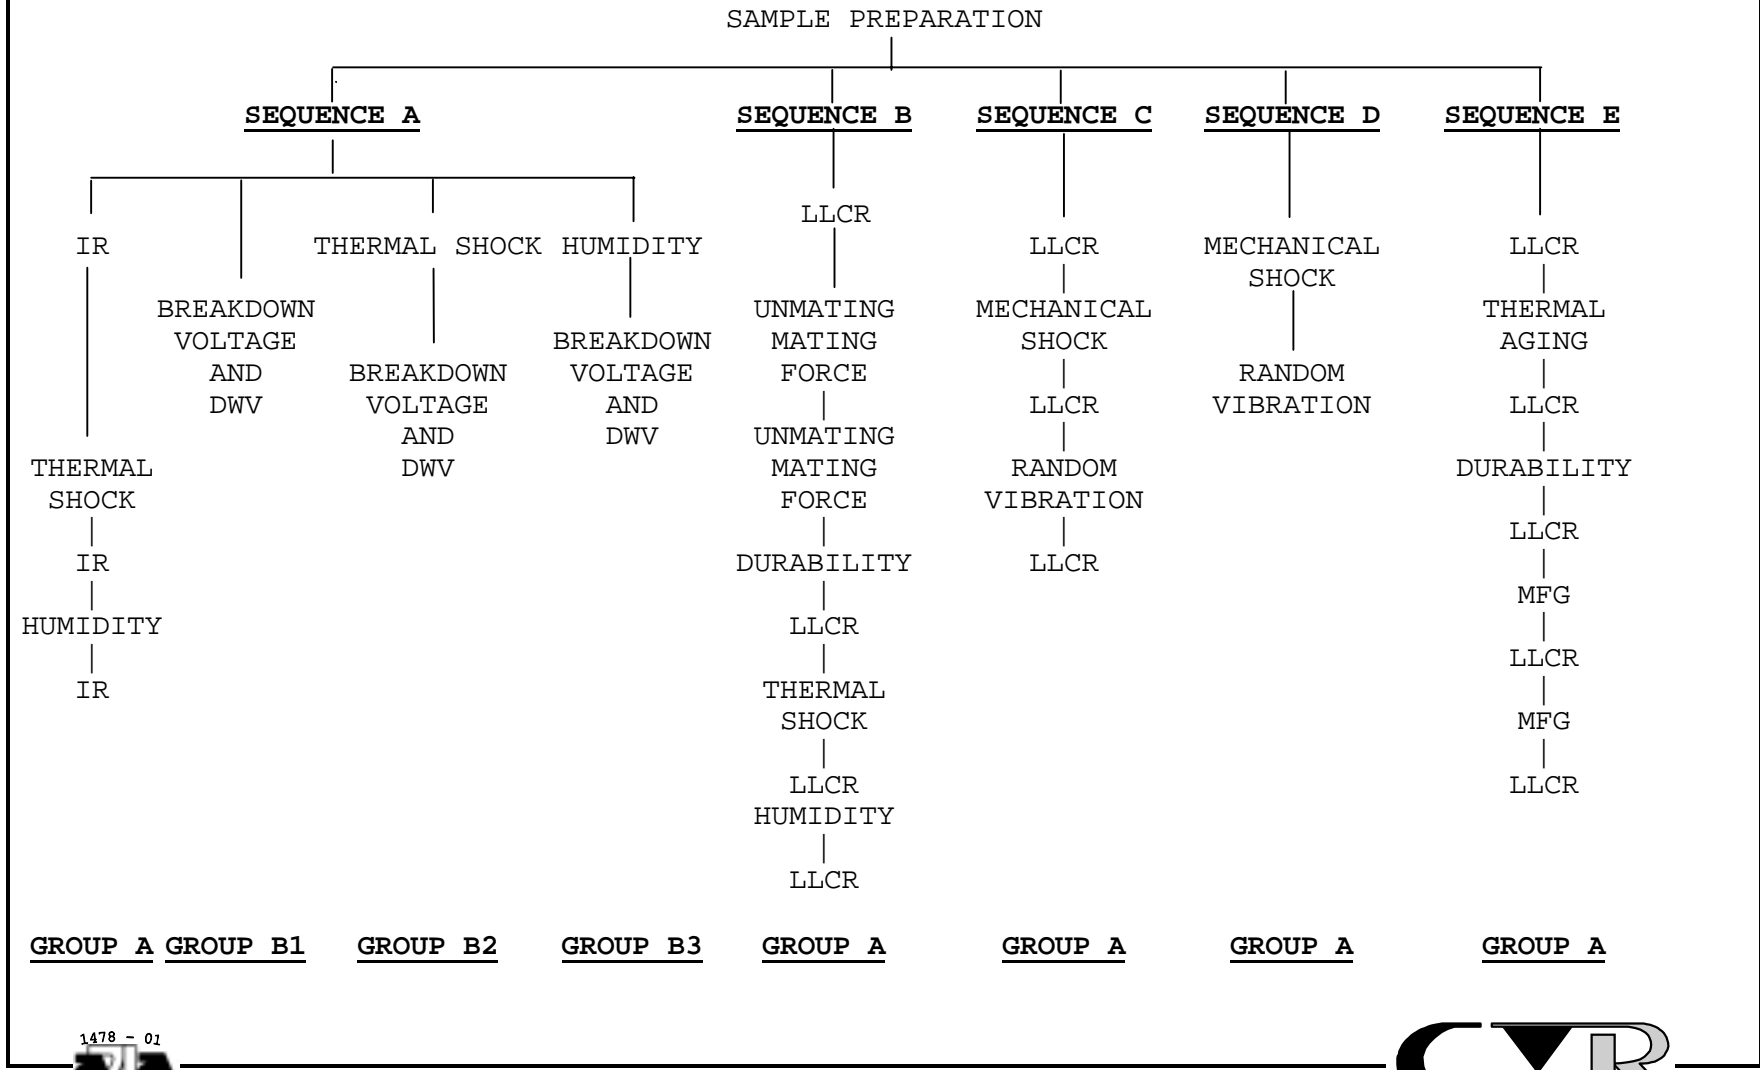 SAMPLE PREPARATION
SEQUENCE A
SEQUENCE B
SEQUENCE C
SEQUENCE D
SEQUENCE E
IR
THERMAL
SHOCK
IR
HUMIDITY
IR
GROUP A
BREAKDOWN
VOLTAGE
AND
DWV
GROUP B1
THERMAL SHOCK
BREAKDOWN
VOLTAGE
AND
DWV
GROUP B2
HUMIDITY
BREAKDOWN
VOLTAGE
AND
DWV
GROUP B3
LLCR
UNMATING
MATING
FORCE
UNMATING
MATING
FORCE
DURABILITY
LLCR
THERMAL
SHOCK
LLCR
HUMIDITY
LLCR
GROUP A
LLCR
MECHANICAL
SHOCK
LLCR
RANDOM
VIBRATION
LLCR
GROUP A
MECHANICAL
SHOCK
RANDOM
VIBRATION
GROUP A
LLCR
THERMAL
AGING
LLCR
DURABILITY
LLCR
MFG
LLCR
MFG
LLCR
GROUP A
1478 - 01